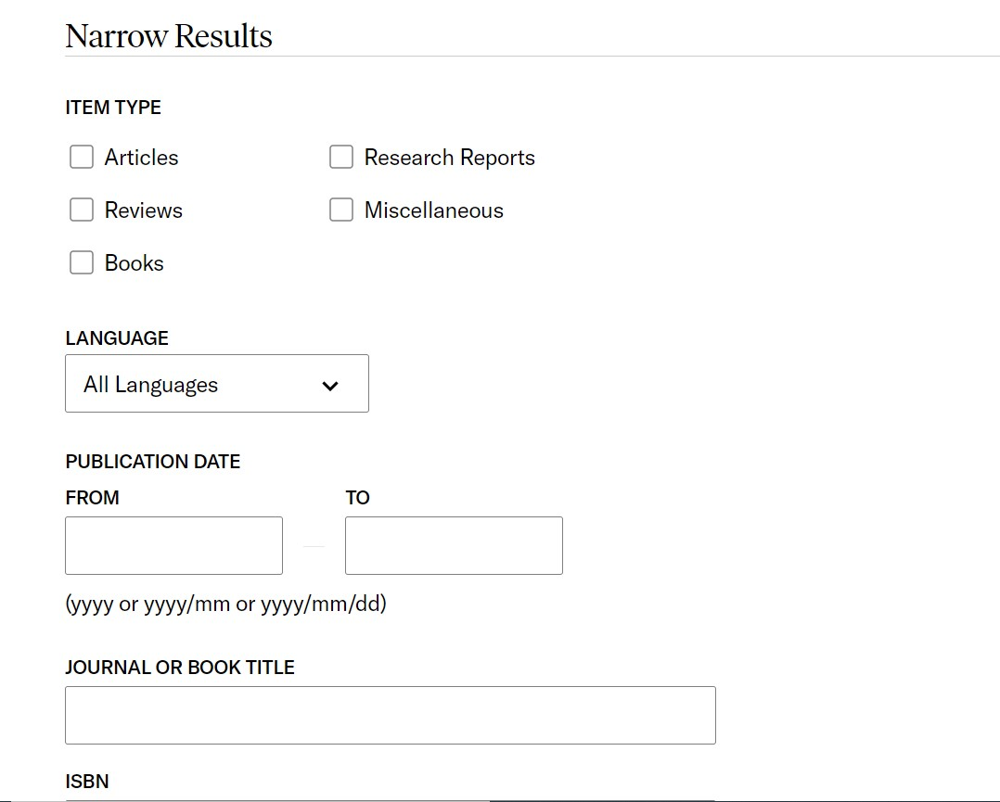 Narrow Results
ITEM TYPE
Articles
Research Reports
Reviews
Miscellaneous
Books
LANGUAGE
All Languages
PUBLICATION DATE
FROM
TO
(yyyy or yyyy/mm or yyyy/mm/dd)
JOURNAL OR BOOK TITLE
ISBN